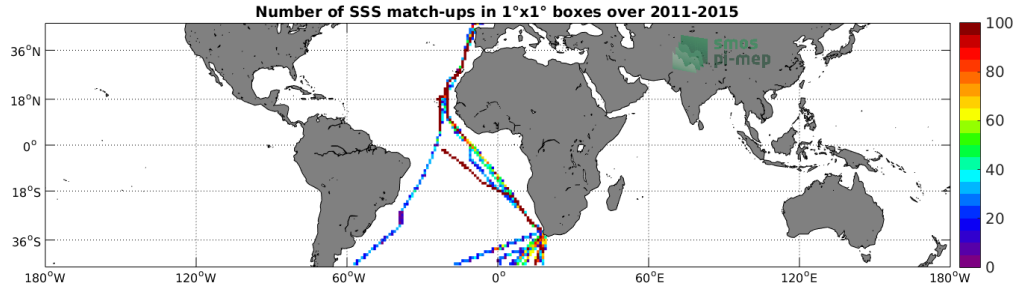 Number of SSS match-ups in 1°x1° boxes over 2011-2015
smos
pi-mep
36°N
18°N
0°
18°S
36°S
180°W
120°W
60°W
0°
60°E
120°E
180°W
100
80
60
40
20
0